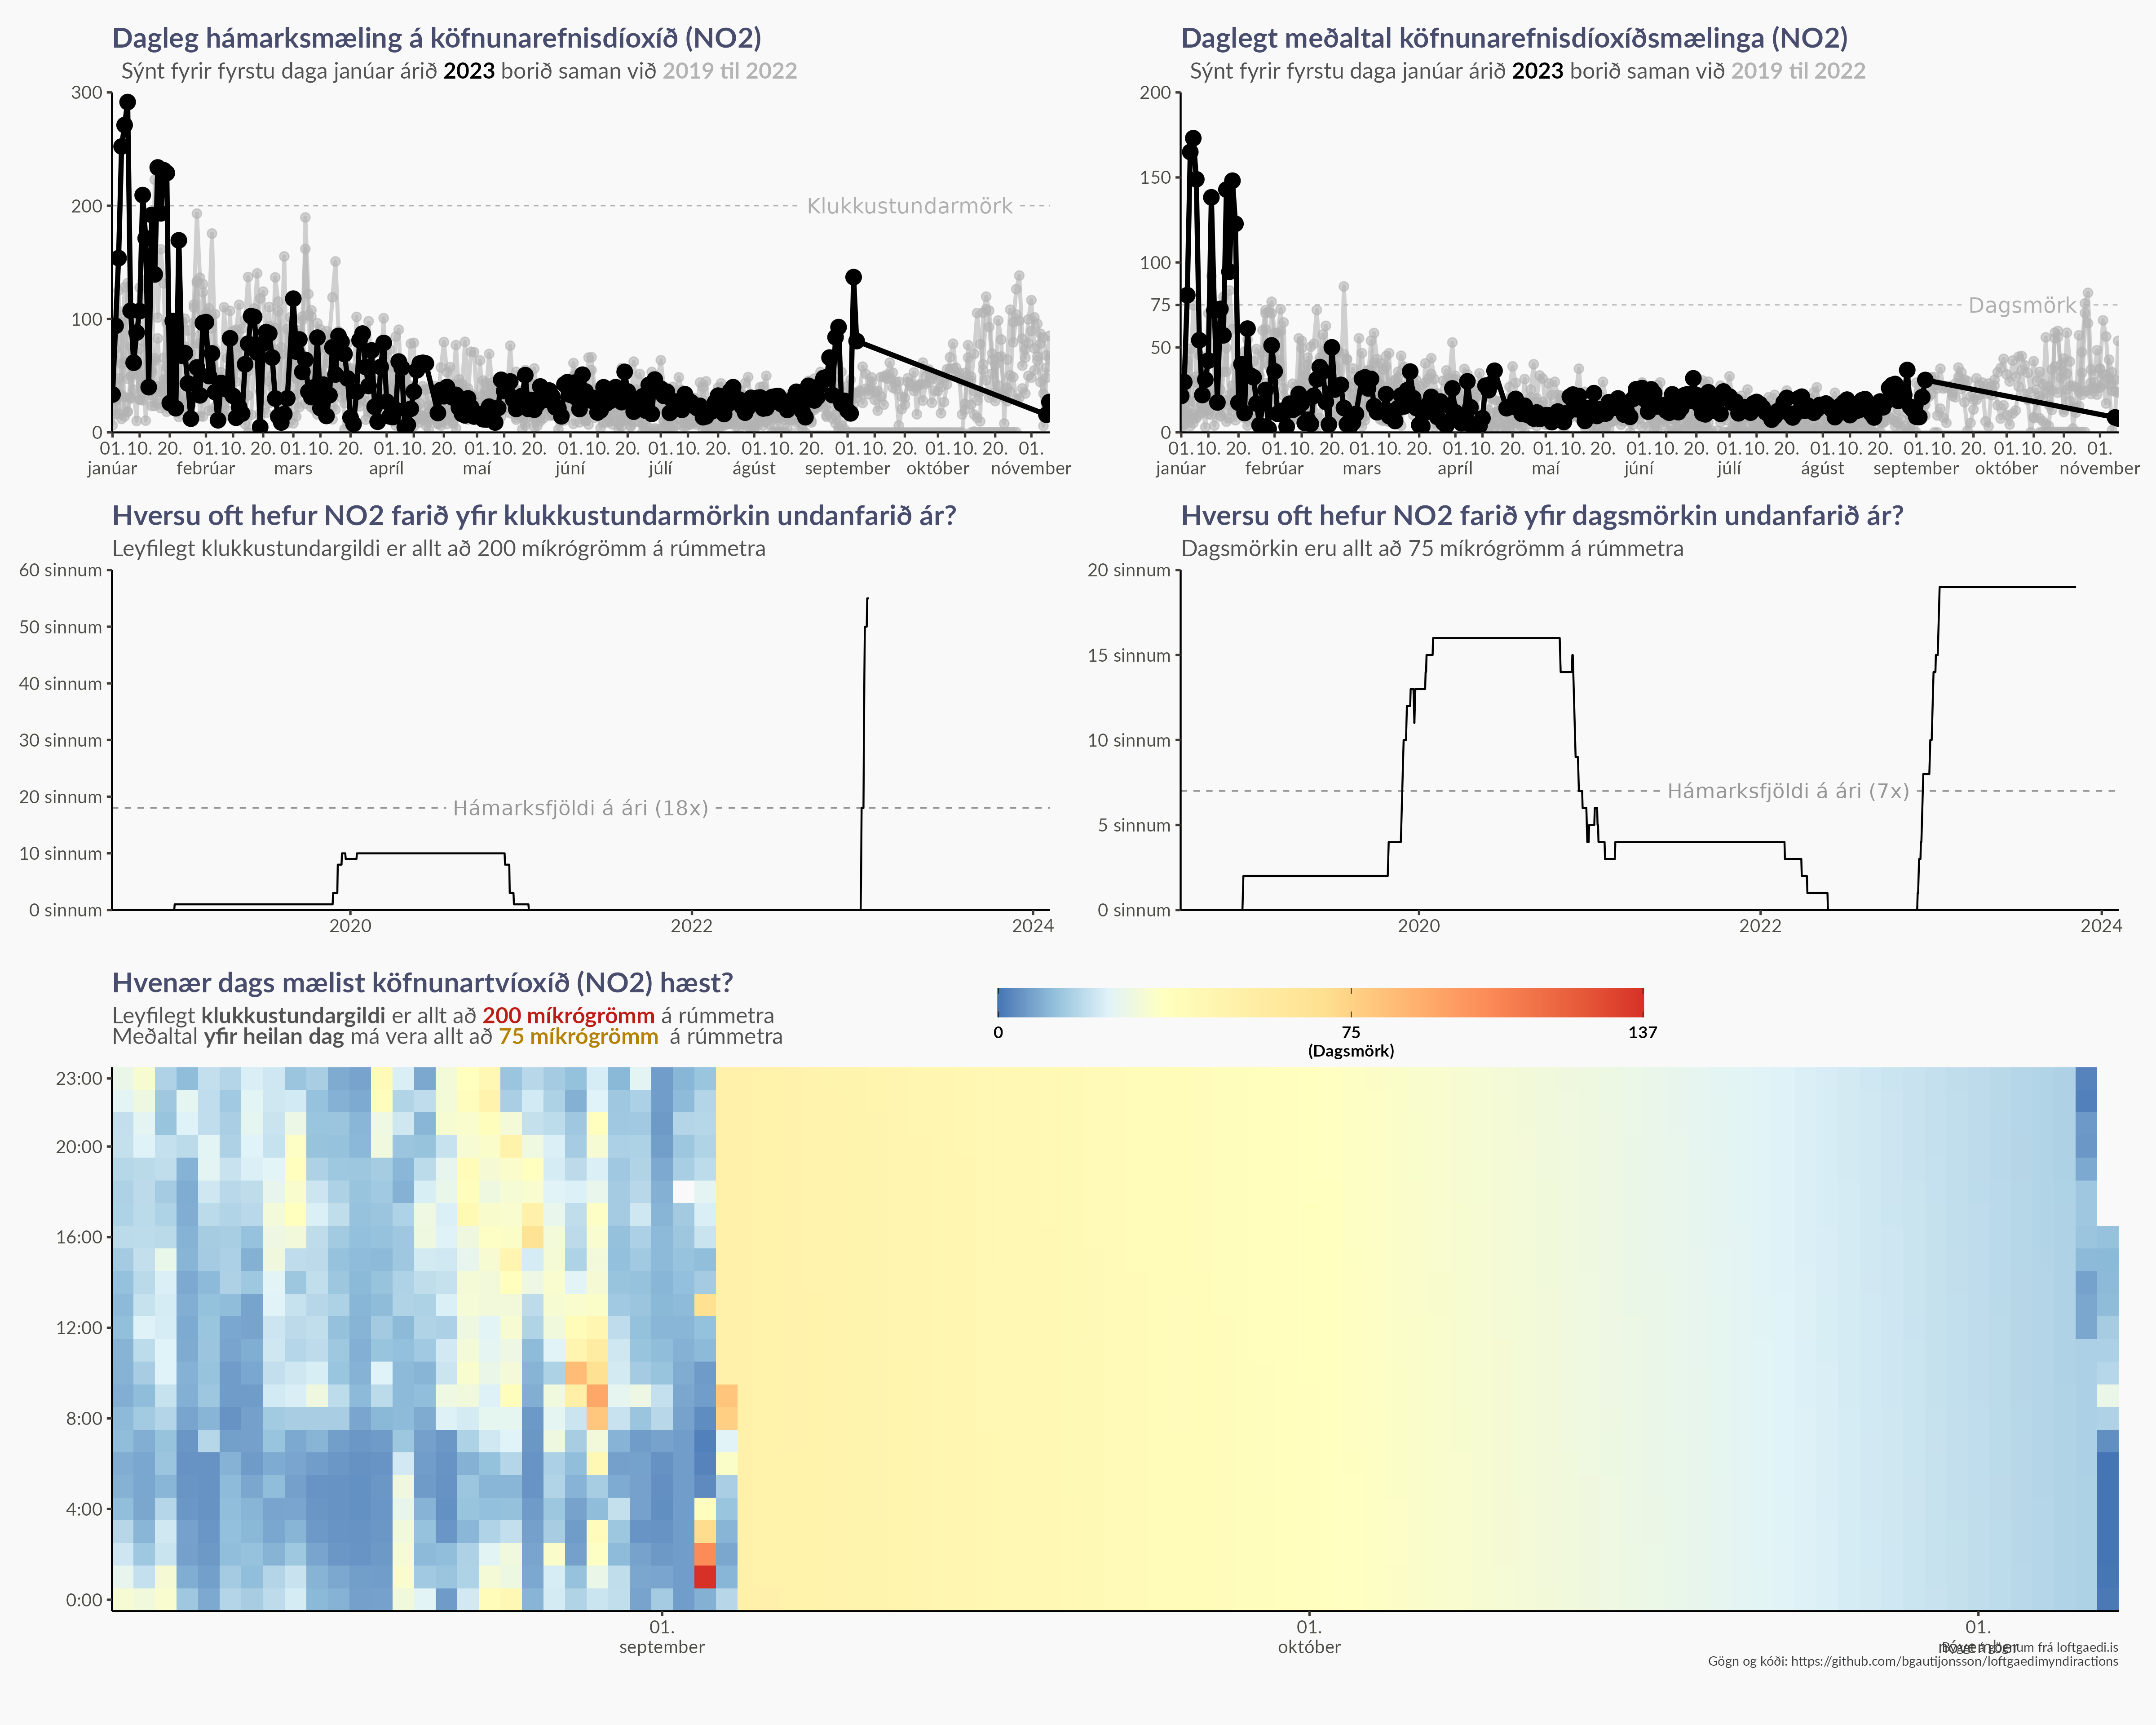 Dagleg hámarksmæling á köfnunarefnisdíoxíð (NO2)
Sýnt fyrir fyrstu daga janúar árið 2023 borið saman við 2019 til 2022
300
200
100
0
Klukkustundarmörk
01. 10. 20. 01. 10. 20. 01. 10. 20. 01. 10. 20. 01. 10. 20. 01. 10. 20. 01. 10. 20. 01. 10. 20. 01. 10. 20. 01. 10. 20. 01.
janúar febrúar mars apríl maí júní júlí ágúst september október nóvember
Daglegt meðaltal köfnunarefnisdíoxíðsmælinga (NO2)
Sýnt fyrir fyrstu daga janúar árið 2023 borið saman við 2019 til 2022
200
150
100
75
50
0
Dagsmörk
01. 10. 20. 01. 10. 20. 01. 10. 20. 01. 10. 20. 01. 10. 20. 01. 10. 20. 01. 10. 20. 01. 10. 20. 01. 10. 20. 01. 10. 20. 01.
janúar febrúar mars apríl maí júní júlí ágúst september október nóvember
Hversu oft hefur NO2 farið yfir klukkustundarmörkin undanfarið ár?
Leyfilegt klukkustundargildi er allt að 200 míkrógrömm á rúmmetra
60 sinnum
50 sinnum
40 sinnum
30 sinnum
20 sinnum
10 sinnum
0 sinnum
Hámarksfjöldi á ári (18x)
2020 2022 2024
Hversu oft hefur NO2 farið yfir dagsmörkin undanfarið ár?
Dagsmörkin eru allt að 75 míkrógrömm á rúmmetra
20 sinnum
15 sinnum
10 sinnum
5 sinnum
0 sinnum
Hámarksfjöldi á ári (7x)
2020 2022 2024
Hvenær dags mælist köfnunartvíoxíð (NO2) hæst?
Leyfilegt klukkustundargildi er allt að 200 míkrógrömm á rúmmetra
Meðaltal yfir heilan dag má vera allt að 75 míkrógrömm á rúmmetra
0 75 137
(Dagsmörk)
23:00
20:00
16:00
12:00
8:00
4:00
0:00
01. 01. 01.
september október nóvember
frá loftgaedi.is
Gögn og kóði: https://github.com/bgautijonsson/loftgaedimyndiractions